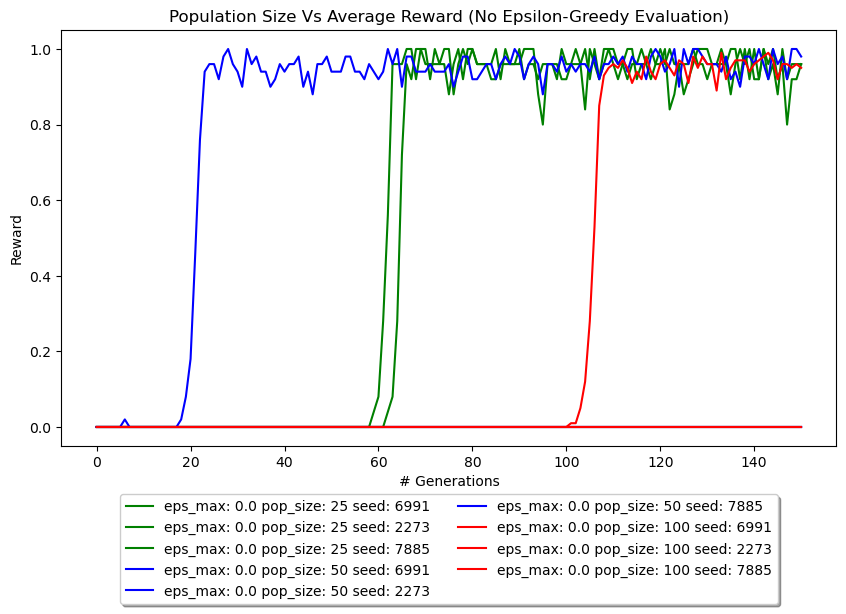 Population Size Vs Average Reward (No Epsilon-Greedy Evaluation)
1.0
0.8
0.6
0.4
0.2
0.0
Reward
0 20 40 60 80 100 120 140
# Generations
eps_max: 0.0 pop_size: 25 seed: 6991
eps_max: 0.0 pop_size: 25 seed: 2273
eps_max: 0.0 pop_size: 25 seed: 7885
eps_max: 0.0 pop_size: 50 seed: 6991
eps_max: 0.0 pop_size: 50 seed: 2273
eps_max: 0.0 pop_size: 50 seed: 7885
eps_max: 0.0 pop_size: 100 seed: 6991
eps_max: 0.0 pop_size: 100 seed: 2273
eps_max: 0.0 pop_size: 100 seed: 7885